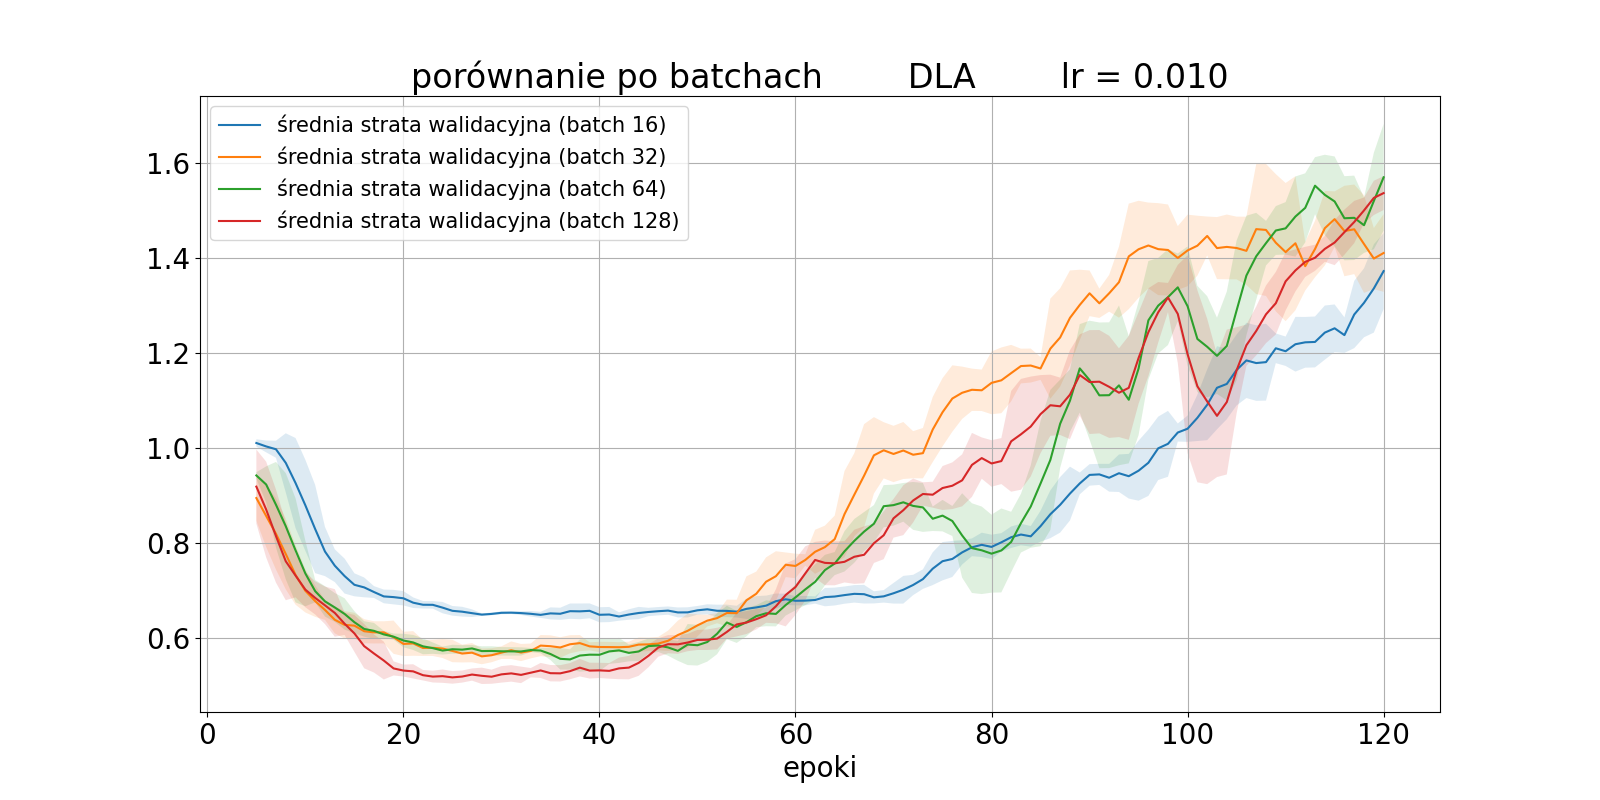 porównanie po batchach DLA lr = 0.010
średnia strata walidacyjna (batch 16)
średnia strata walidacyjna (batch 32)
średnia strata walidacyjna (batch 64)
średnia strata walidacyjna (batch 128)
1.6
1.4
1.2
1.0
0.8
0.6
0 20 40 60 80 100 120
epoki